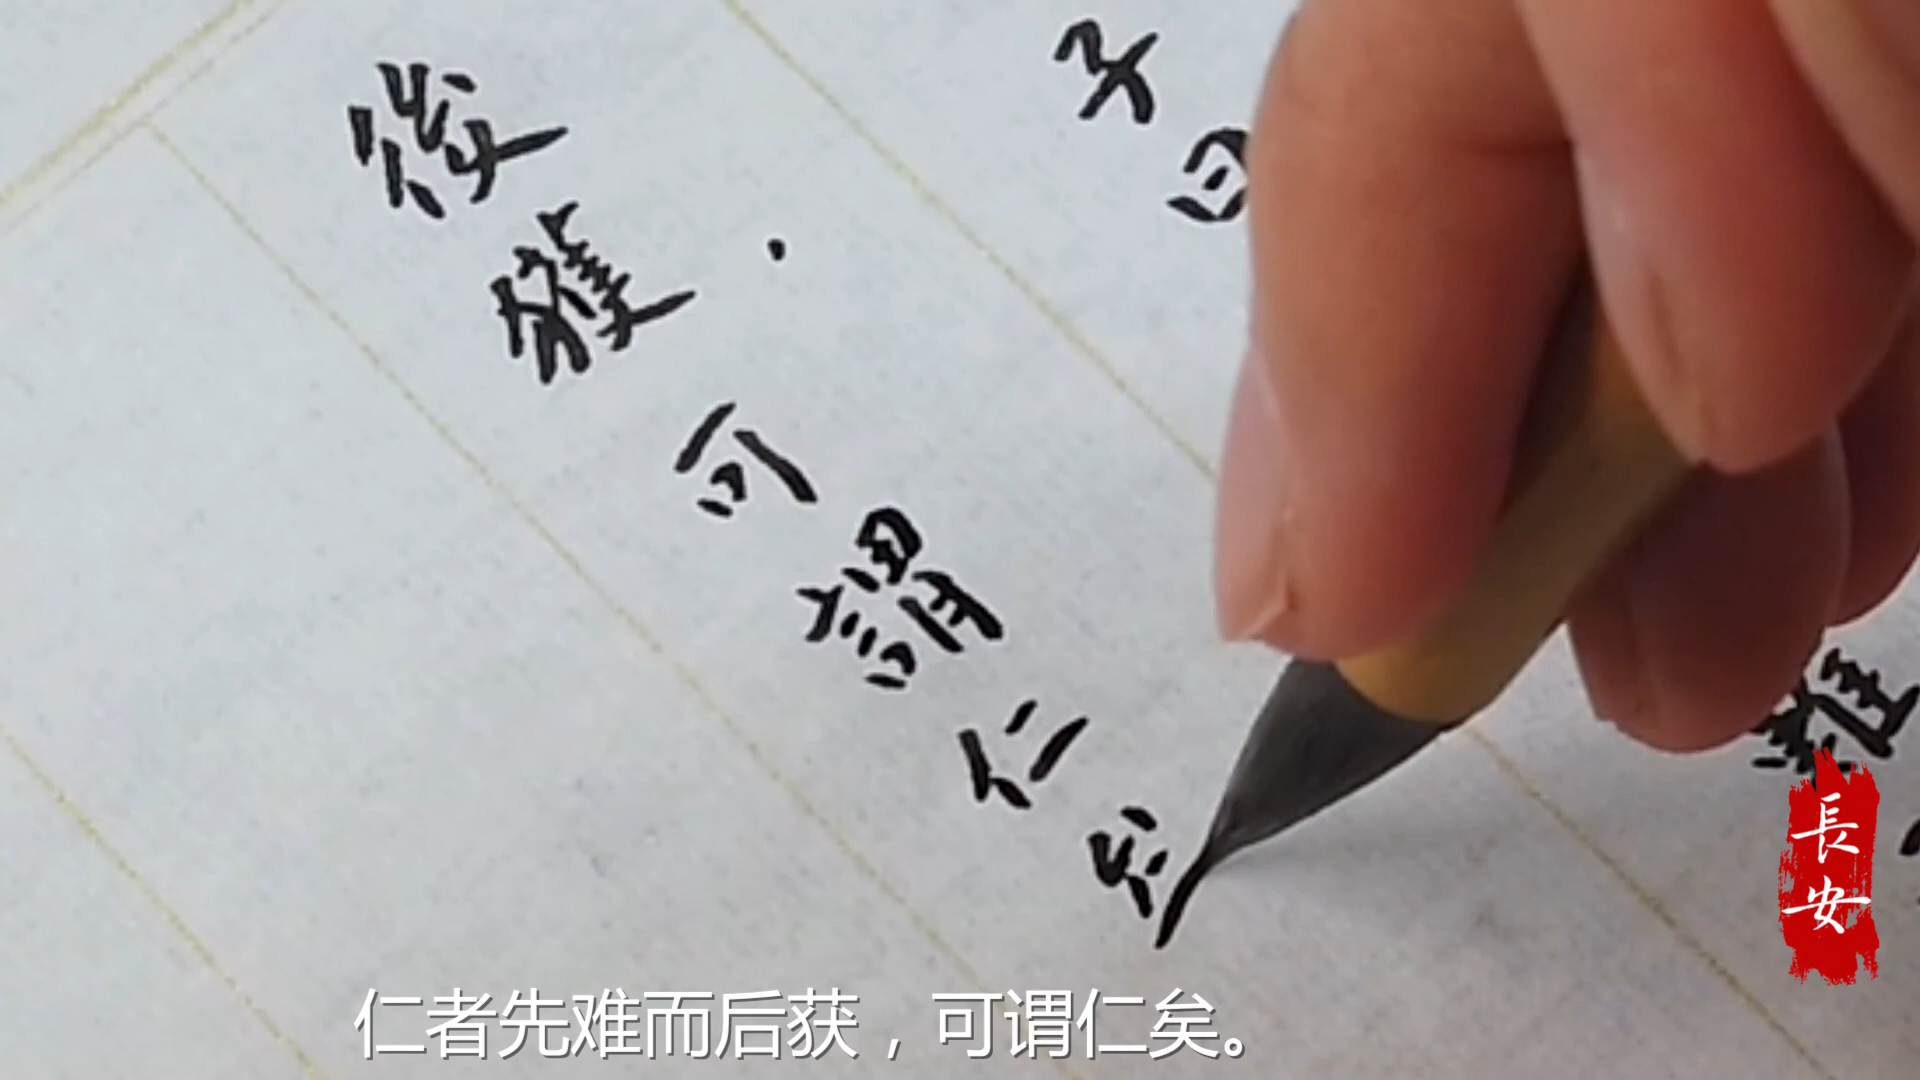 子曰
難
後獲．可謂仁矣
長安
仁者先难而后获，可谓仁矣。